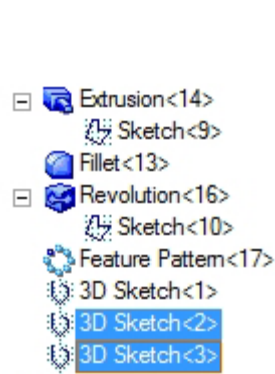 Extrusion<14>
Sketch<9>
Fillet<13>
Revolution<16>
Sketch<10>
Feature Pattern<17>
3D Sketch<1>
3D Sketch<2>
3D Sketch<3>